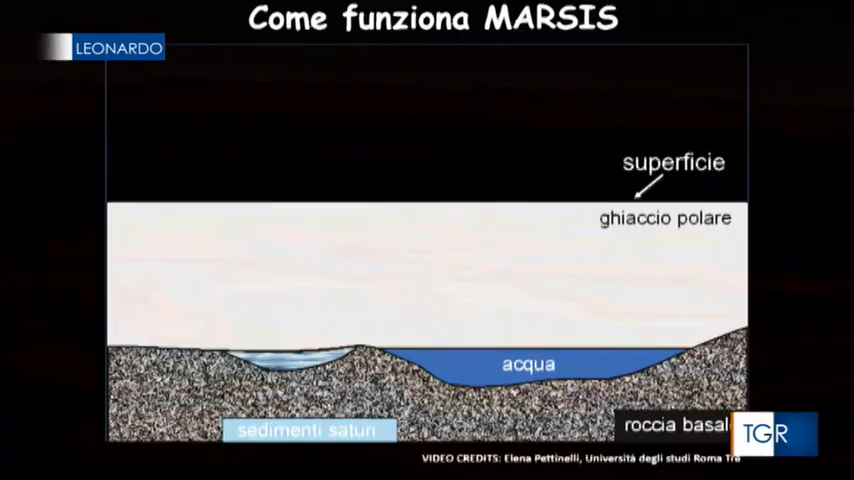 Come funziona MARSIS
LEONARDO
superficie
ghiaccio polare
acqua
roccia basal
sedimenti saturi
TGR
VIDEO CREDITS: Elena Pettinelli, Università degli studi Roma Tre